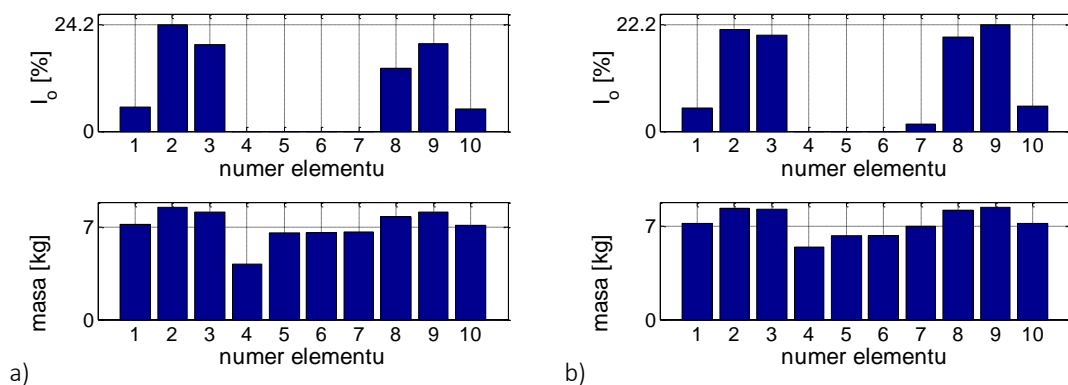 24.2
I_o [%]
0
1 2 3 4 5 6 7 8 9 10
numer elementu
7
masa [kg]
0
1 2 3 4 5 6 7 8 9 10
numer elementu
a)
22.2
I_o [%]
0
1 2 3 4 5 6 7 8 9 10
numer elementu
7
masa [kg]
0
1 2 3 4 5 6 7 8 9 10
numer elementu
b)